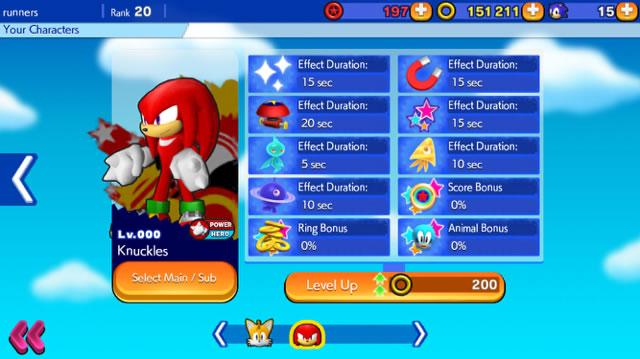 runners
Rank 20
197
151 211
15
Your Characters
Effect Duration:
15 sec
Effect Duration:
15 sec
Effect Duration:
20 sec
Effect Duration:
15 sec
Effect Duration:
5 sec
Effect Duration:
10 sec
Effect Duration:
10 sec
Score Bonus
0%
Ring Bonus
0%
Animal Bonus
0%
Lv.000
POWER
HERO
Knuckles
Select Main / Sub
Level Up
200